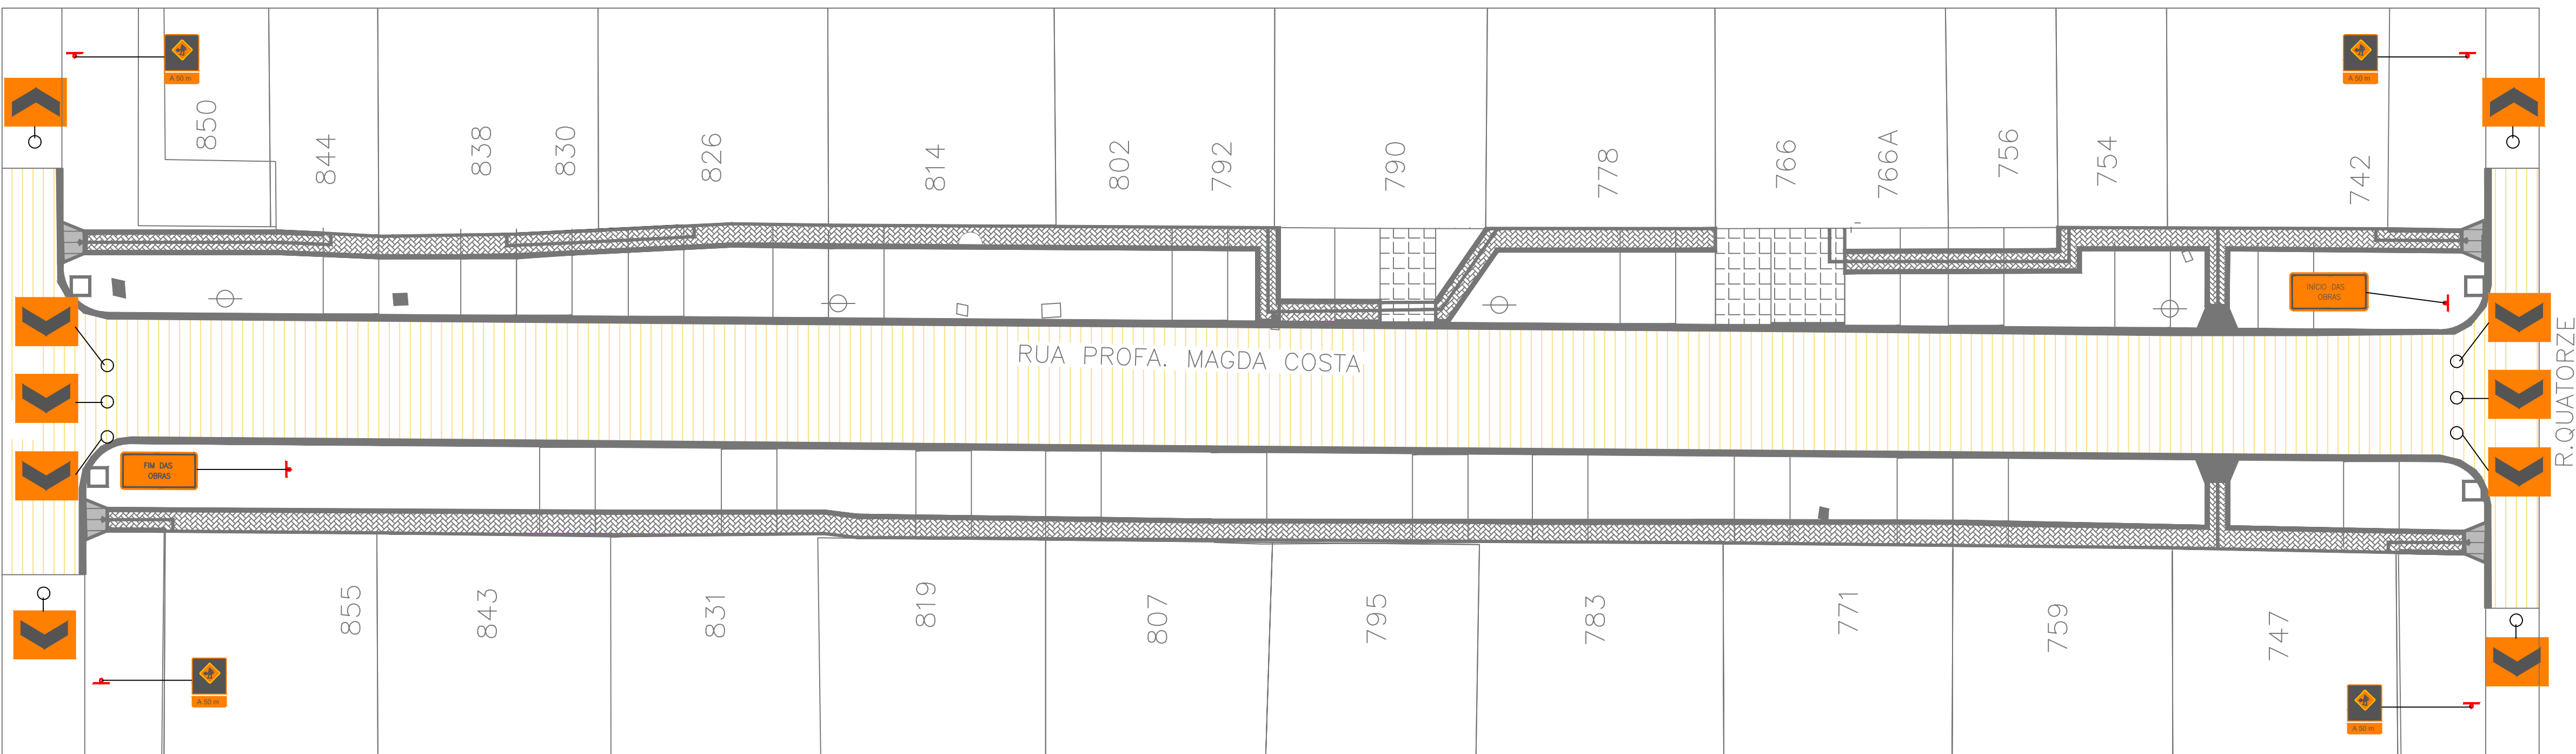 A 50 m
A 50 m
850
844
838
830
826
814
802
792
790
778
766
766A
756
754
742
INÍCIO DAS
OBRAS
RUA PROFA. MAGDA COSTA
R.QUATORZE
FIM DAS
OBRAS
855
843
831
819
807
795
783
771
759
747
A 50 m
A 50 m